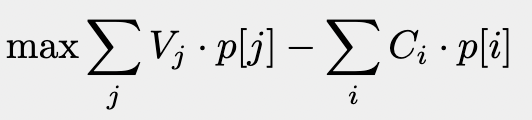 max ∑_j V_j · p[j] − ∑_i C_i · p[i]